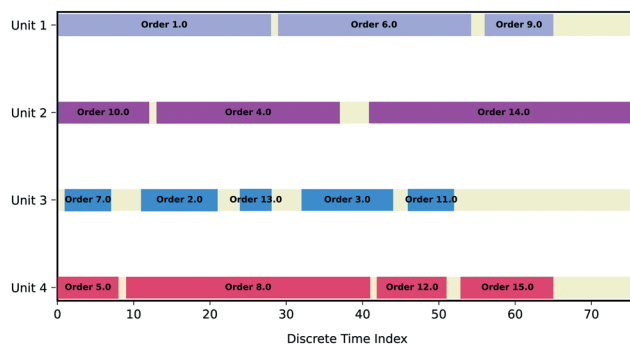 Unit 1
Order 1.0
Order 6.0
Order 9.0
Unit 2
Order 10.0
Order 4.0
Order 14.0
Unit 3
Order 7.0
Order 2.0
Order 13.0
Order 3.0
Order 11.0
Unit 4
Order 5.0
Order 8.0
Order 12.0
Order 15.0
0 10 20 30 40 50 60 70
Discrete Time Index